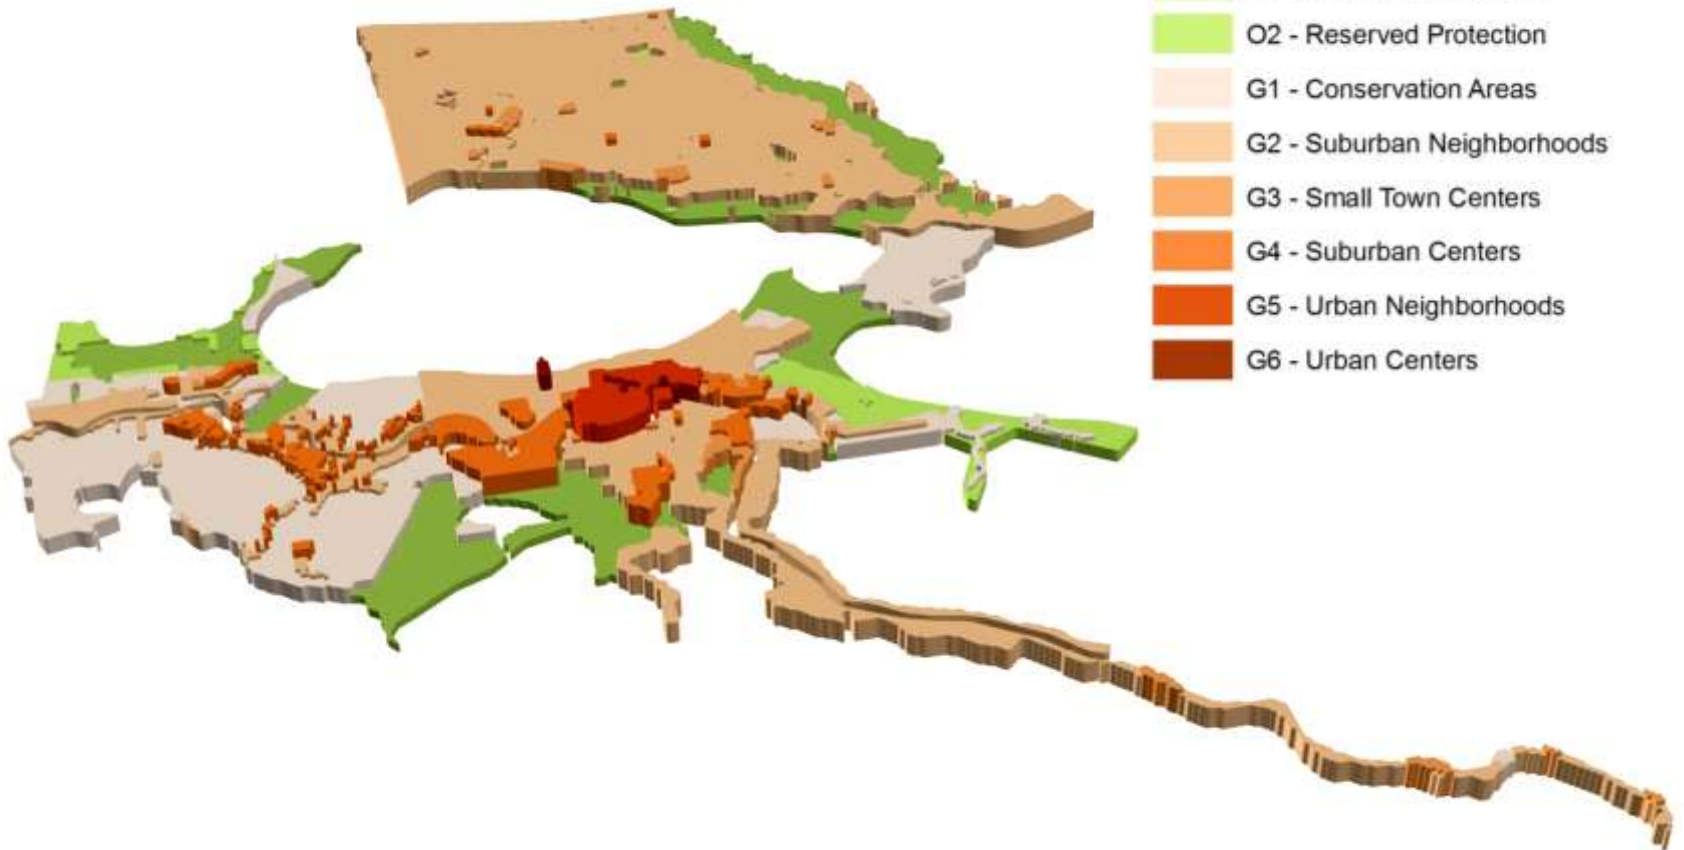 O2 - Reserved Protection
G1 - Conservation Areas
G2 - Suburban Neighborhoods
G3 - Small Town Centers
G4 - Suburban Centers
G5 - Urban Neighborhoods
G6 - Urban Centers